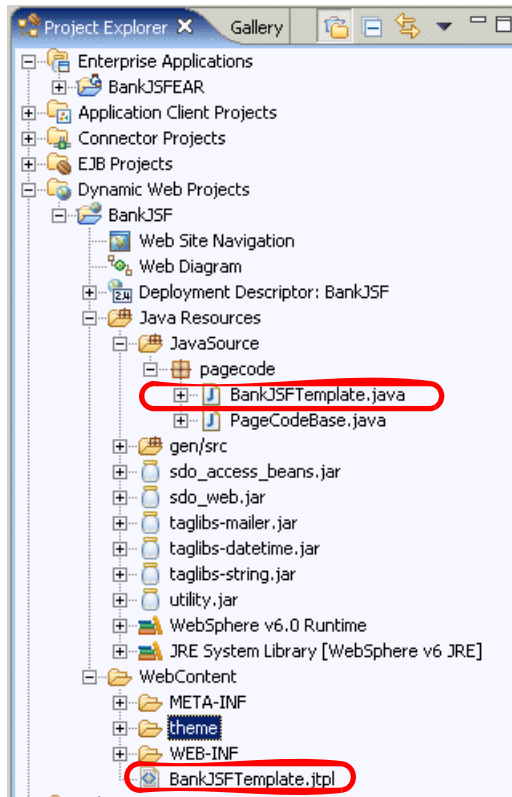 Project Explorer Gallery
Enterprise Applications
BankJSFEAR
Application Client Projects
Connector Projects
EJB Projects
Dynamic Web Projects
BankJSF
Web Site Navigation
Web Diagram
2.4 Deployment Descriptor: BankJSF
Java Resources
JavaSource
pagecode
J BankJSFTemplate.java
J PageCodeBase.java
gen/src
sdo_access_beans.jar
sdo_web.jar
taglibs-mailer.jar
taglibs-datetime.jar
taglibs-string.jar
utility.jar
WebSphere v6.0 Runtime
JRE System Library [WebSphere v6 JRE]
WebContent
META-INF
theme
WEB-INF
BankJSFTemplate.jtpl